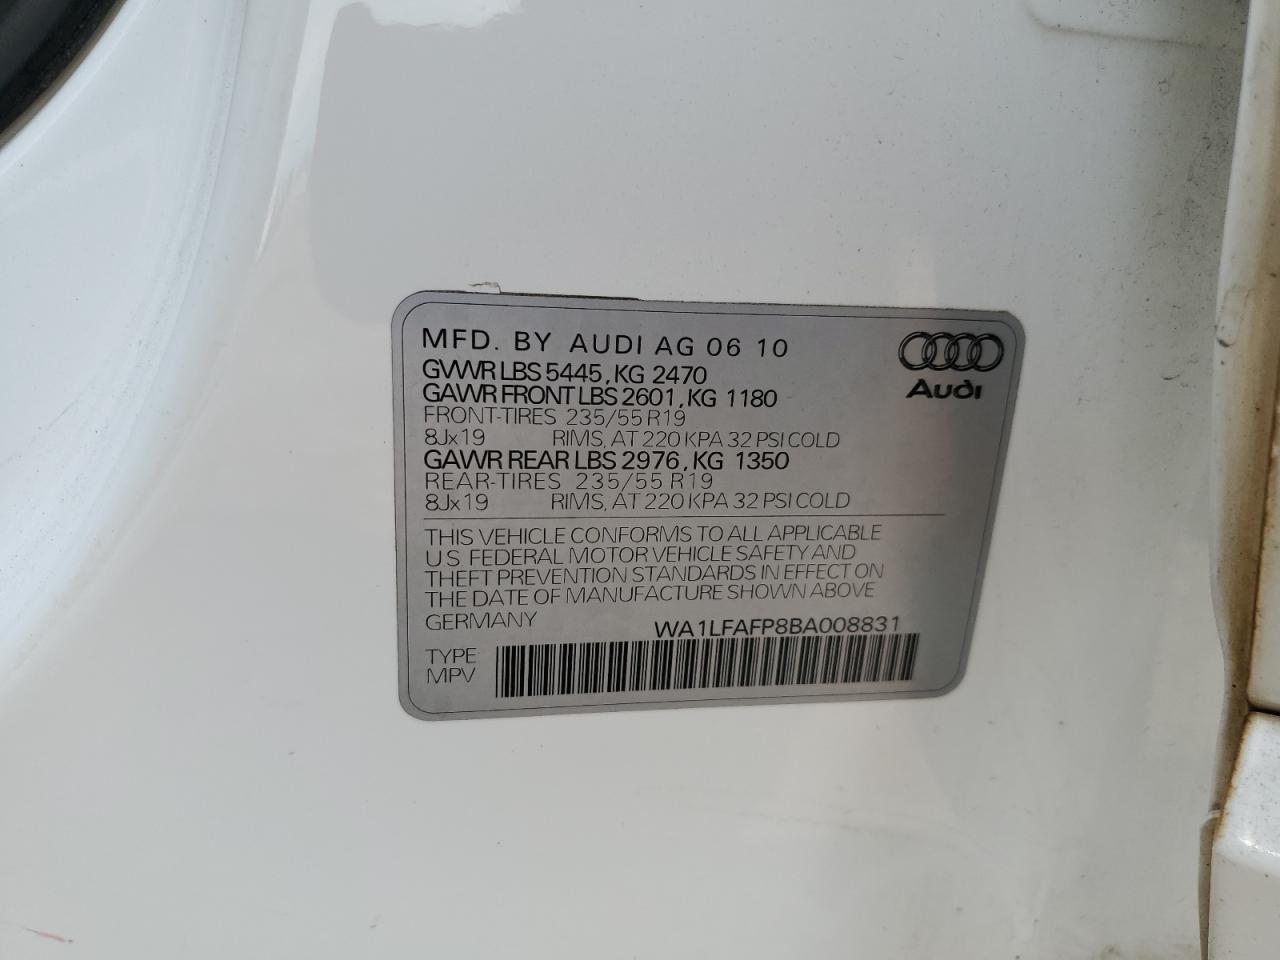 MFD. BY AUDI AG 06 10
GVWR LBS 5445, KG 2470
GAWR FRONT LBS 2601, KG 1180
FRONT-TIRES 235/55 R19
8Jx19 RIMS, AT 220 KPA 32 PSI COLD
GAWR REAR LBS 2976, KG 1350
REAR-TIRES 235/55 R19
8Jx19 RIMS, AT 220 KPA 32 PSI COLD
Audi
THIS VEHICLE CONFORMS TO ALL APPLICABLE
U.S. FEDERAL MOTOR VEHICLE SAFETY AND
THEFT PREVENTION STANDARDS IN EFFECT ON
THE DATE OF MANUFACTURE SHOWN ABOVE
GERMANY WA1LFAFP8BA008831
TYPE
MPV